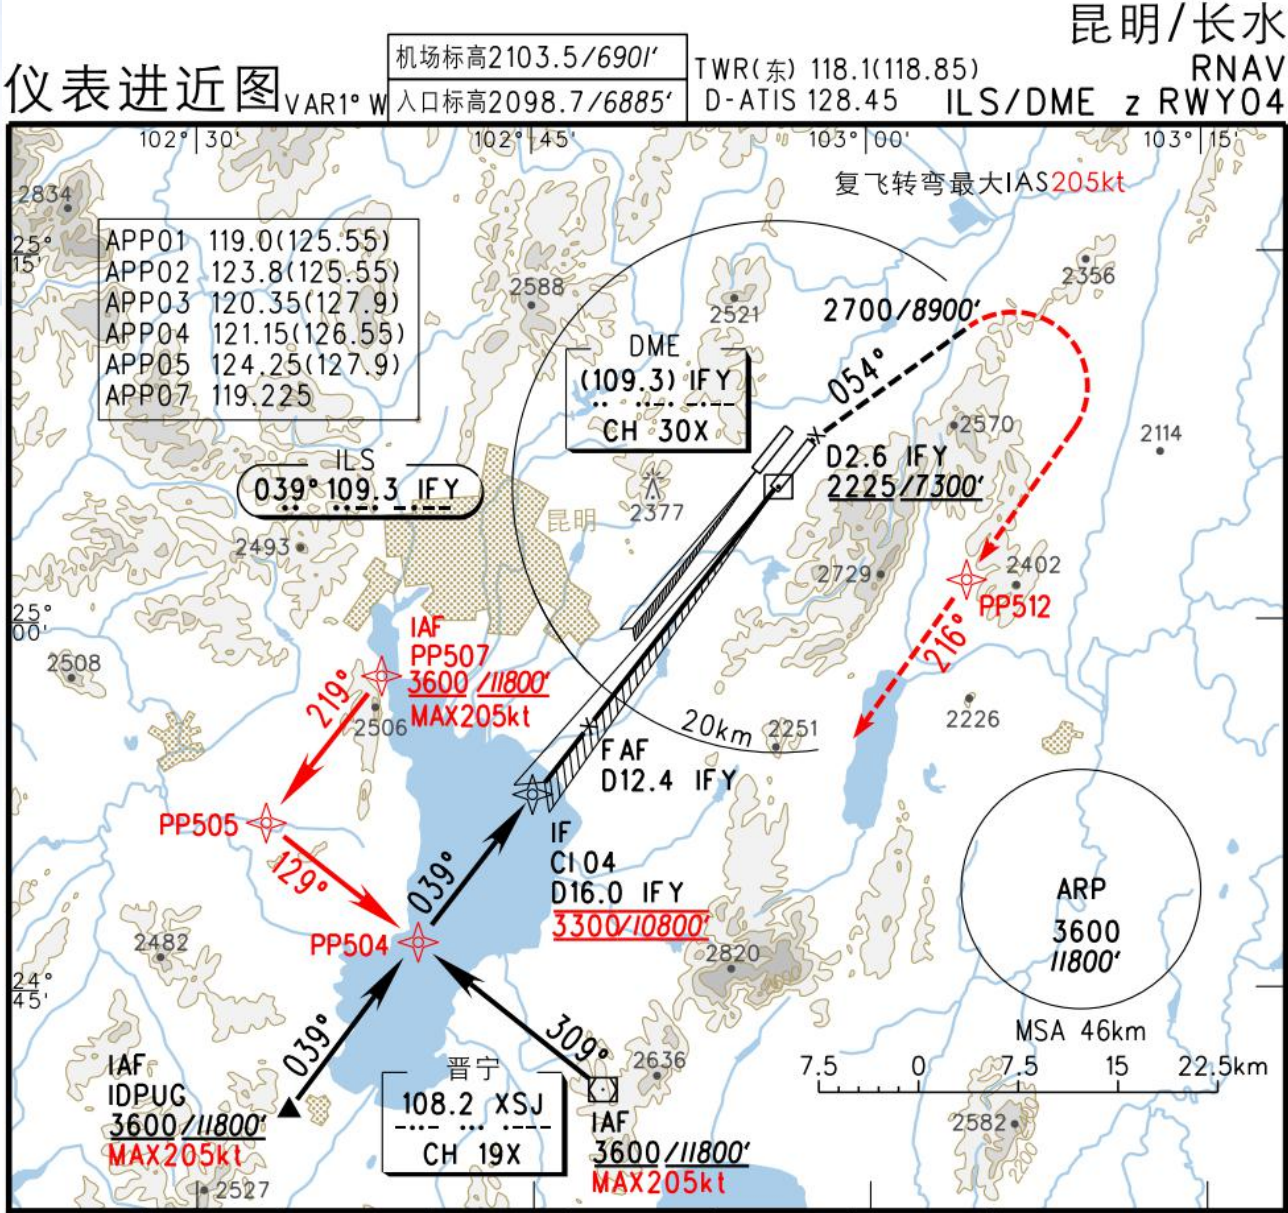 昆明/长水
仪表进近图
VAR1° W
机场标高2103.5/6901′
入口标高2098.7/6885′
TWR(东) 118.1(118.85)
D-ATIS 128.45
RNAV
ILS/DME z RWY04
102° 30′
102° 45′
103° 00′
103° 15′
复飞转弯最大IAS205kt
2834
25°
15′
APP01 119.0(125.55)
APP02 123.8(125.55)
APP03 120.35(127.9)
APP04 121.15(126.55)
APP05 124.25(127.9)
APP07 119.225
2588
2521
2356
2700/8900′
DME
(109.3) IFY
CH 30X
054°
2570
2114
ILS
039° 109.3 IFY
D2.6 IFY
2225/7300′
2377
昆明
2493
2729
2402
PP512
25°
00′
IAF
PP507
3600/11800′
MAX205kt
216°
2508
219°
2506
20km
2251
2226
FAF
D12.4 IFY
PP505
129°
039°
IF
CI04
D16.0 IFY
3300/10800′
PP504
2482
2820
ARP
3600
11800′
MSA 46km
24°
45′
039°
309°
IAF
IDPUG
3600/11800′
MAX205kt
晋宁
108.2 XSJ
CH 19X
2636
IAF
3600/11800′
MAX205kt
7.5 0 7.5 15 22.5km
2582
2527